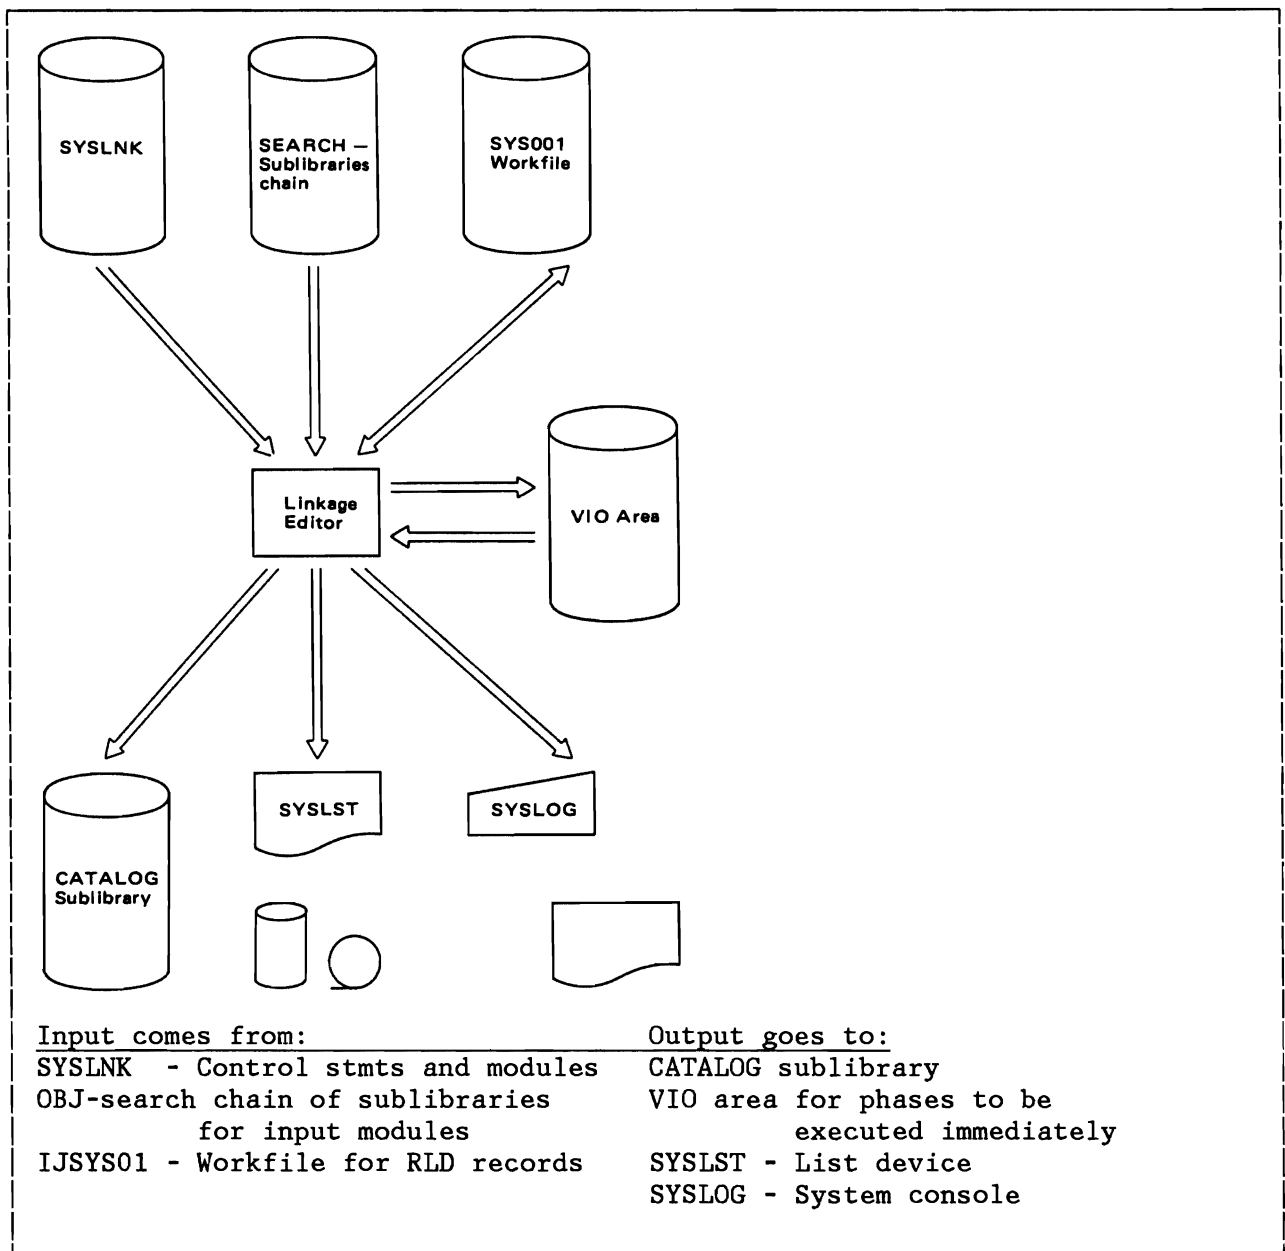 SYSLNK
SEARCH —
Sublibraries
chain
SYS001
Workfile
Linkage
Editor
VIO Area
SYSLST
SYSLOG
CATALOG
Sublibrary
Input comes from:
SYSLNK - Control stmts and modules
OBJ-search chain of sublibraries
for input modules
IJSYS01 - Workfile for RLD records
Output goes to:
CATALOG sublibrary
VIO area for phases to be
executed immediately
SYSLST - List device
SYSLOG - System console